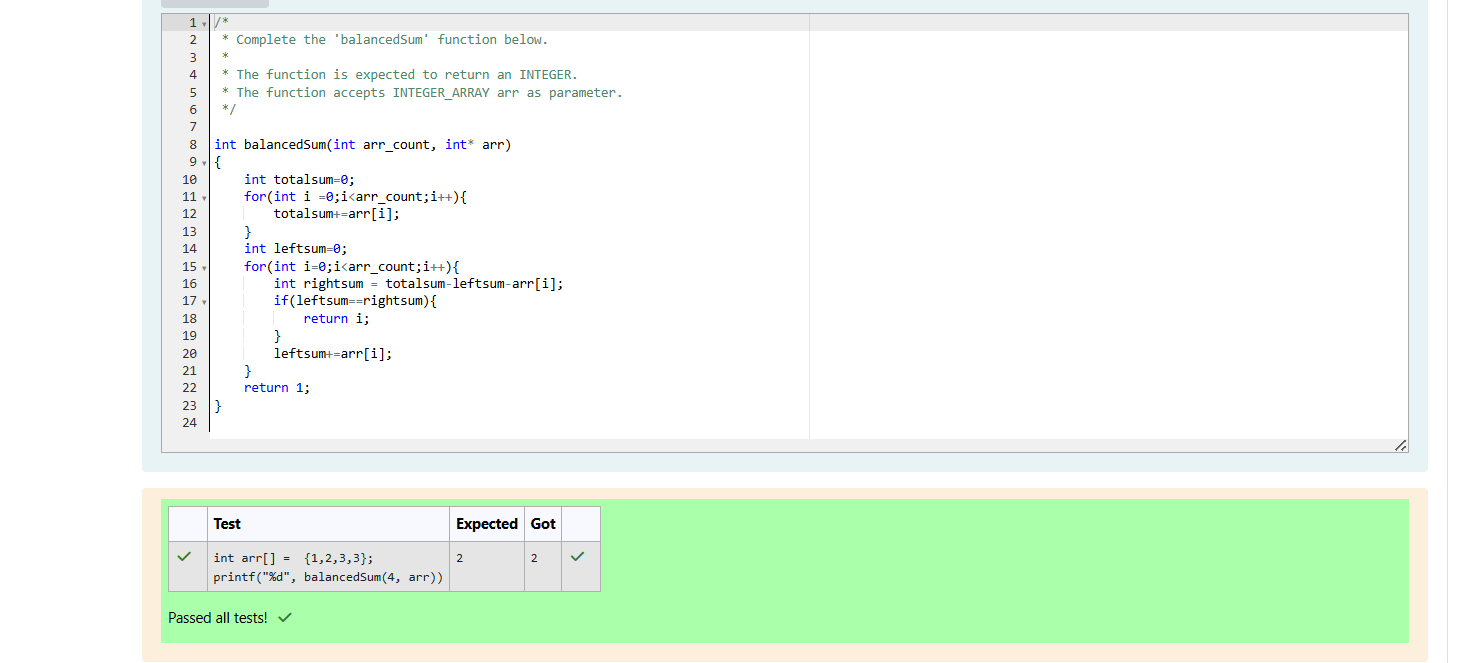 1 /*
2  * Complete the 'balancedSum' function below.
3  *
4  * The function is expected to return an INTEGER.
5  * The function accepts INTEGER_ARRAY arr as parameter.
6  */
7
8 int balancedSum(int arr_count, int* arr)
9 {
10     int totalsum=0;
11     for(int i =0;i<arr_count;i++){
12         totalsum+=arr[i];
13     }
14     int leftsum=0;
15     for(int i=0;i<arr_count;i++){
16         int rightsum = totalsum-leftsum-arr[i];
17         if(leftsum==rightsum){
18             return i;
19         }
20         leftsum+=arr[i];
21     }
22     return 1;
23 }
24
Test Expected Got
int arr[] =  {1,2,3,3}; 2 2
printf("%d", balancedSum(4, arr))
Passed all tests!